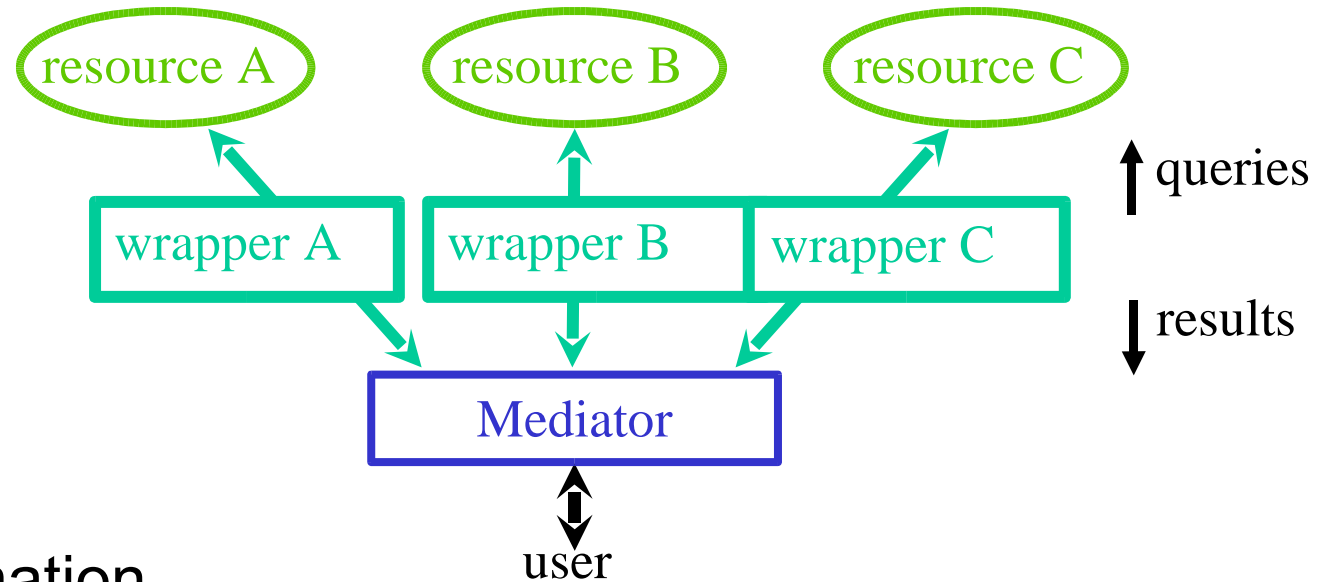 resource A
resource B
resource C
queries
wrapper A
wrapper B
wrapper C
results
Mediator
user